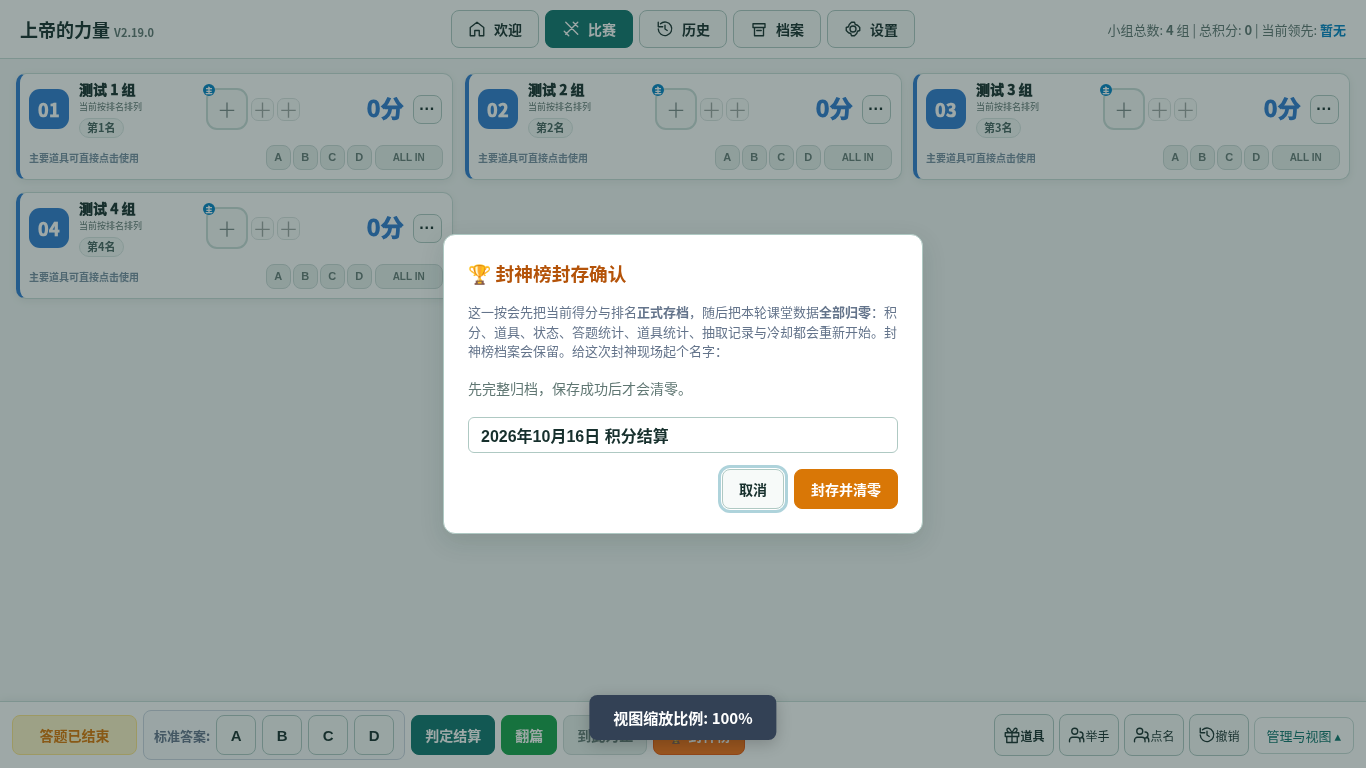 上帝的力量 V2.19.0
欢迎
比赛
历史
档案
设置
小组总数: 4 组 | 总积分: 0 | 当前领先: 暂无
01
测试 1 组
当前按排名排列
第1名
主
0分
...
主要道具可直接点击使用
A B C D ALL IN
02
测试 2 组
当前按排名排列
第2名
主
0分
...
主要道具可直接点击使用
A B C D ALL IN
03
测试 3 组
当前按排名排列
第3名
主
0分
...
主要道具可直接点击使用
A B C D ALL IN
04
测试 4 组
当前按排名排列
第4名
主
0分
...
主要道具可直接点击使用
A B C D ALL IN
🏆 封神榜封存确认
这一按会先把当前得分与排名正式存档，随后把本轮课堂数据全部归零：积
分、道具、状态、答题统计、道具统计、抽取记录与冷却都会重新开始。封
神榜档案会保留。给这次封神现场起个名字：
先完整归档，保存成功后才会清零。
2026年10月16日 积分结算
取消
封存并清零
视图缩放比例: 100%
答题已结束
标准答案: A B C D
判定结算
翻篇
道具
举手
点名
撤销
管理与视图 ▴